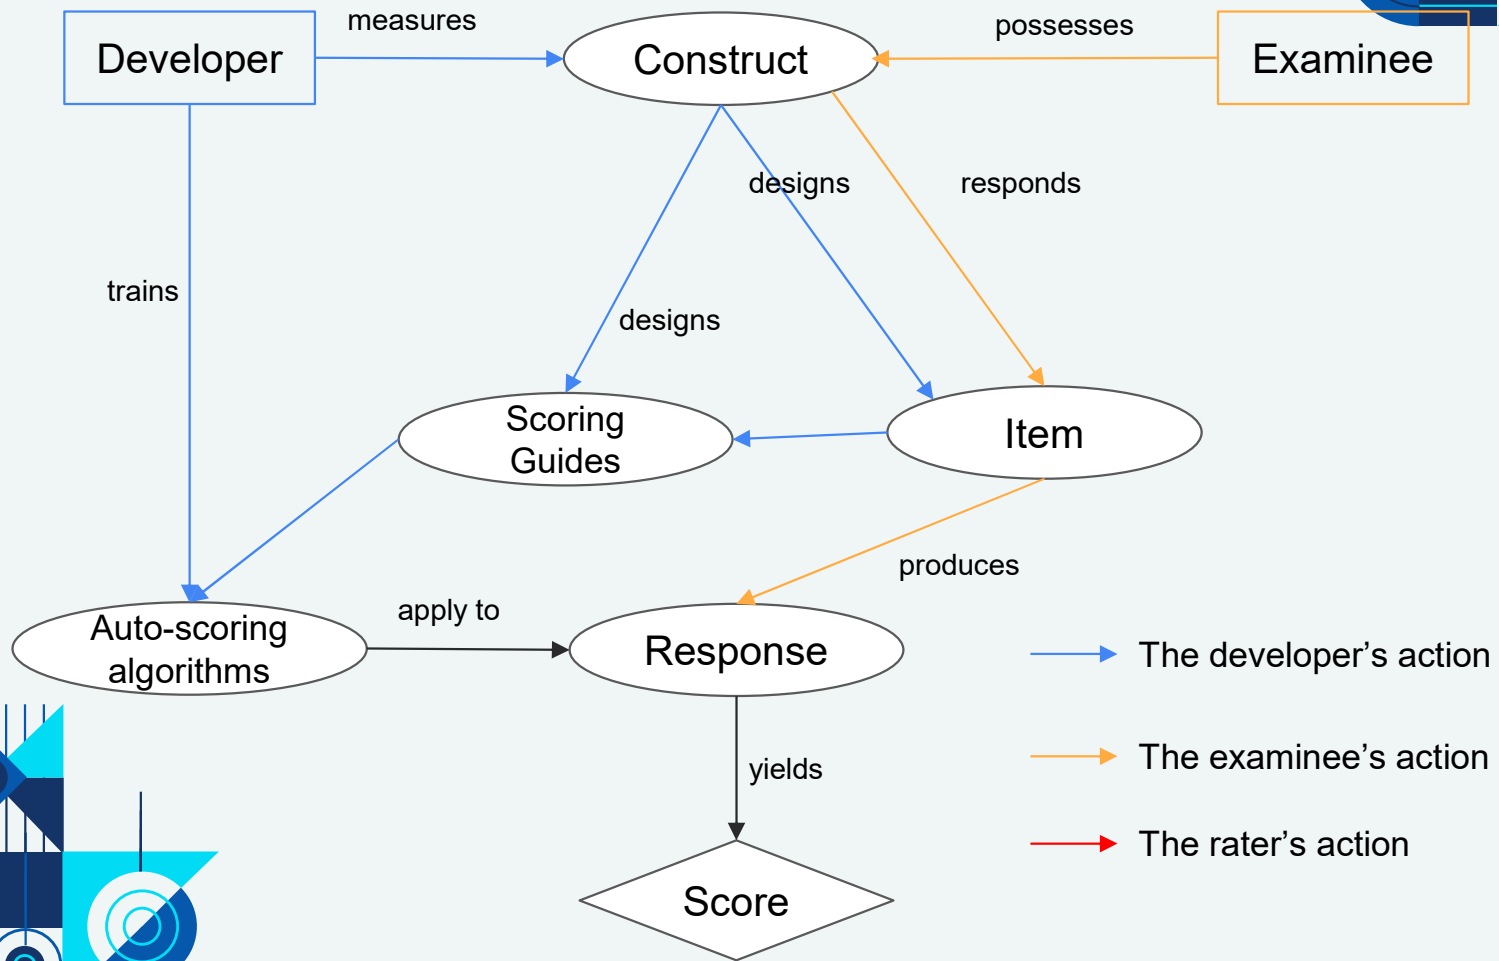 measures
possesses
Developer
Construct
Examinee
designs
responds
trains
designs
Scoring
Guides
Item
produces
apply to
Auto-scoring
algorithms
Response
The developer’s action
yields
The examinee’s action
The rater’s action
Score